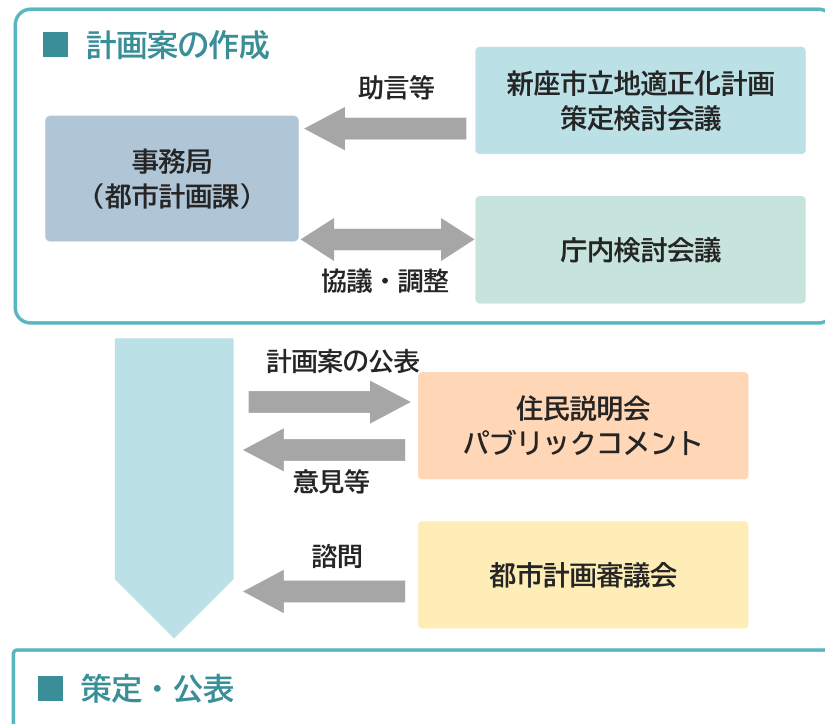 ■ 計画案の作成
助言等
新座市立地適正化計画
策定検討会議
事務局
（都市計画課）
庁内検討会議
協議・調整
計画案の公表
住民説明会
パブリックコメント
意見等
諮問
都市計画審議会
■ 策定・公表